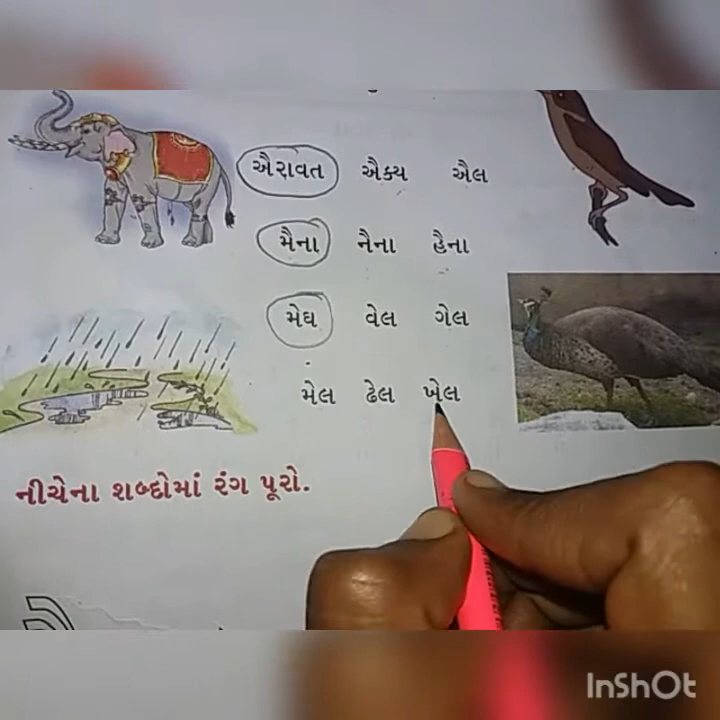 ઐરાવત ઐક્ય ઐલ
મૈના નૈના હૈના
મેઘ વેલ ગેલ
મેલ ઢેલ ખેલ
નીચેના શબ્દોમાં રંગ પૂરો.
InShOt